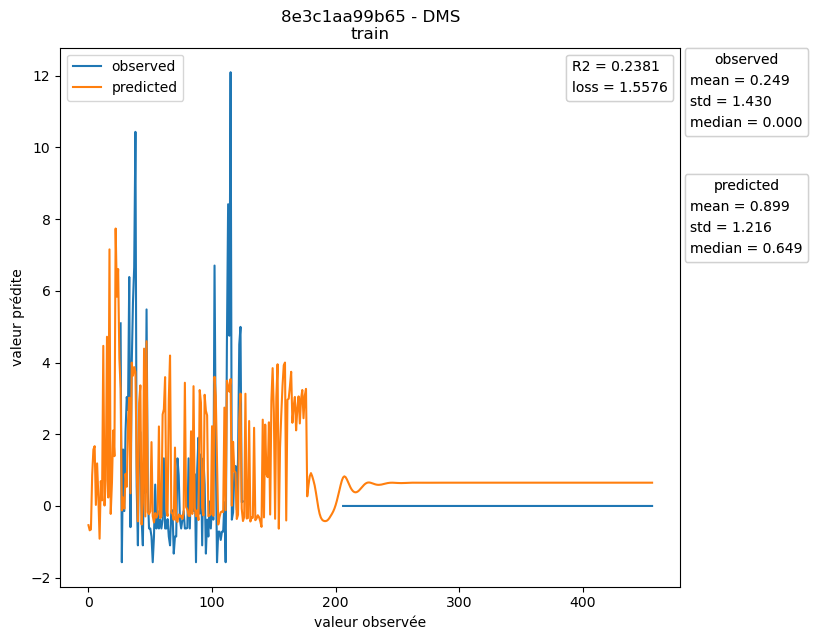 8e3c1aa99b65 - DMS
train
observed
predicted
R2 = 0.2381
loss = 1.5576
observed
mean = 0.249
std = 1.430
median = 0.000
predicted
mean = 0.899
std = 1.216
median = 0.649
valeur prédite
12
10
8
6
4
2
0
−2
0
100
200
300
400
valeur observée